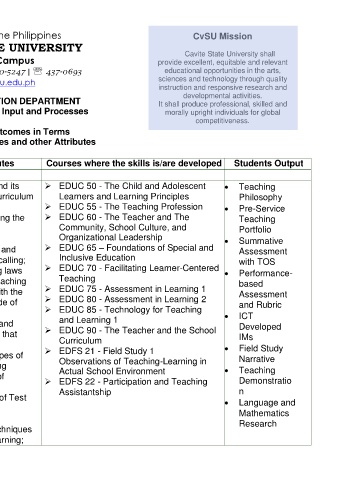 he Philippines
E UNIVERSITY
Campus
0-5247 | ☏ 437-0693
u.edu.ph
CvSU Mission
Cavite State University shall
provide excellent, equitable and relevant
educational opportunities in the arts,
sciences and technology through quality
instruction and responsive research and
developmental activities.
It shall produce professional, skilled and
morally upright individuals for global
competitiveness.
TION DEPARTMENT
Input and Processes
tcomes in Terms
es and other Attributes
utes
nd its
urriculum
ng the
and
calling;
g laws
aching
th the
de of
and
that
pes of
ng
of
of Test
chniques
arning;
Courses where the skills is/are developed
➢ EDUC 50 - The Child and Adolescent
Learners and Learning Principles
➢ EDUC 55 - The Teaching Profession
➢ EDUC 60 - The Teacher and The
Community, School Culture, and
Organizational Leadership
➢ EDUC 65 – Foundations of Special and
Inclusive Education
➢ EDUC 70 - Facilitating Learner-Centered
Teaching
➢ EDUC 75 - Assessment in Learning 1
➢ EDUC 80 - Assessment in Learning 2
➢ EDUC 85 - Technology for Teaching
and Learning 1
➢ EDUC 90 - The Teacher and the School
Curriculum
➢ EDFS 21 - Field Study 1
Observations of Teaching-Learning in
Actual School Environment
➢ EDFS 22 - Participation and Teaching
Assistantship
Students Output
• Teaching
Philosophy
• Pre-Service
Teaching
Portfolio
• Summative
Assessment
with TOS
• Performance-
based
Assessment
and Rubric
• ICT
Developed
IMs
• Field Study
Narrative
• Teaching
Demonstratio
n
• Language and
Mathematics
Research